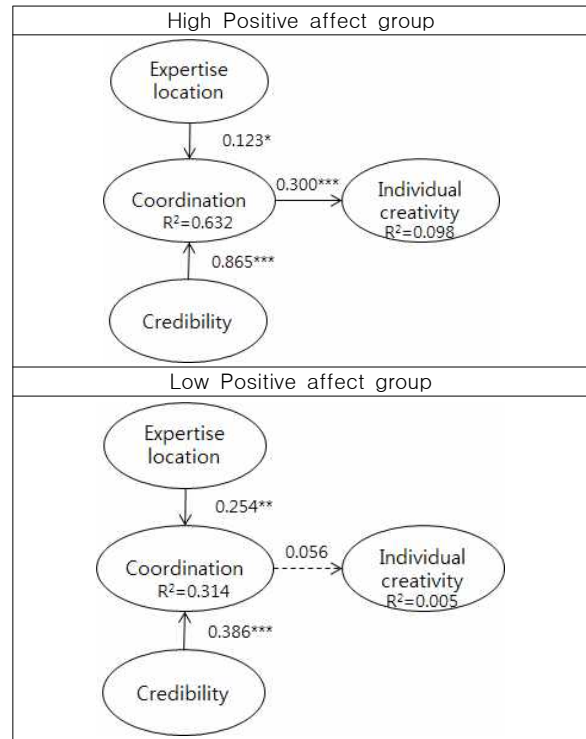 High Positive affect group
Expertise
location
0.123*
0.300***
Coordination
R²=0.632
Individual
creativity
R²=0.098
0.865***
Credibility
Low Positive affect group
Expertise
location
0.254**
0.056
Coordination
R²=0.314
Individual
creativity
R²=0.005
0.386***
Credibility